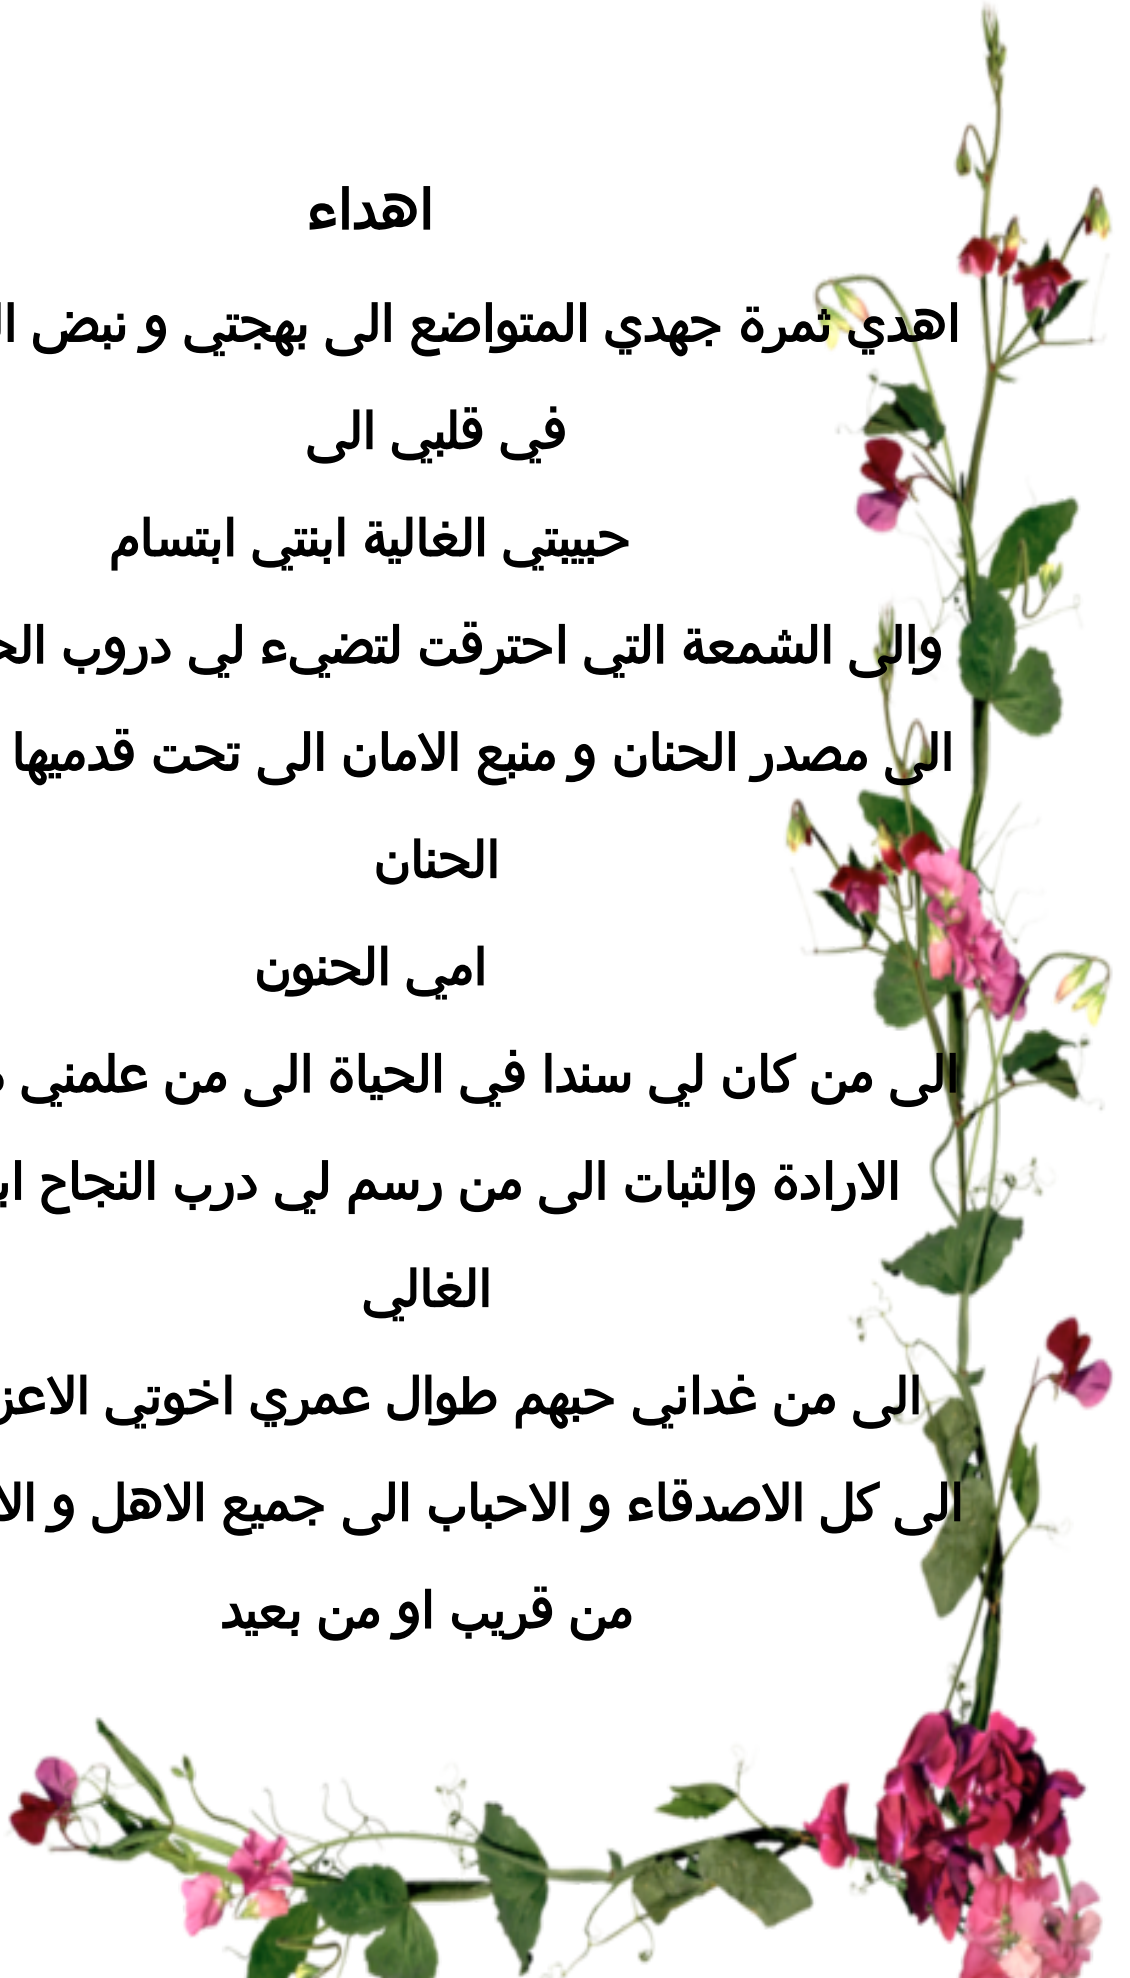 اهداء
اهدي ثمرة جهدي المتواضع الى بهجتي و نبض
في قلبي الى
حبيبتي الغالية ابنتي ابتسام
والى الشمعة التي احترقت لتضيء لي دروب
الى مصدر الحنان و منبع الامان الى تحت قدميها
الحنان
امي الحنون
الى من كان لي سندا في الحياة الى من علمني
الارادة والثبات الى من رسم لي درب النجاح
الغالي
الى من غداني حبهم طوال عمري اخوتي
الى كل الاصدقاء و الاحباب الى جميع الاهل و
من قريب او من بعيد